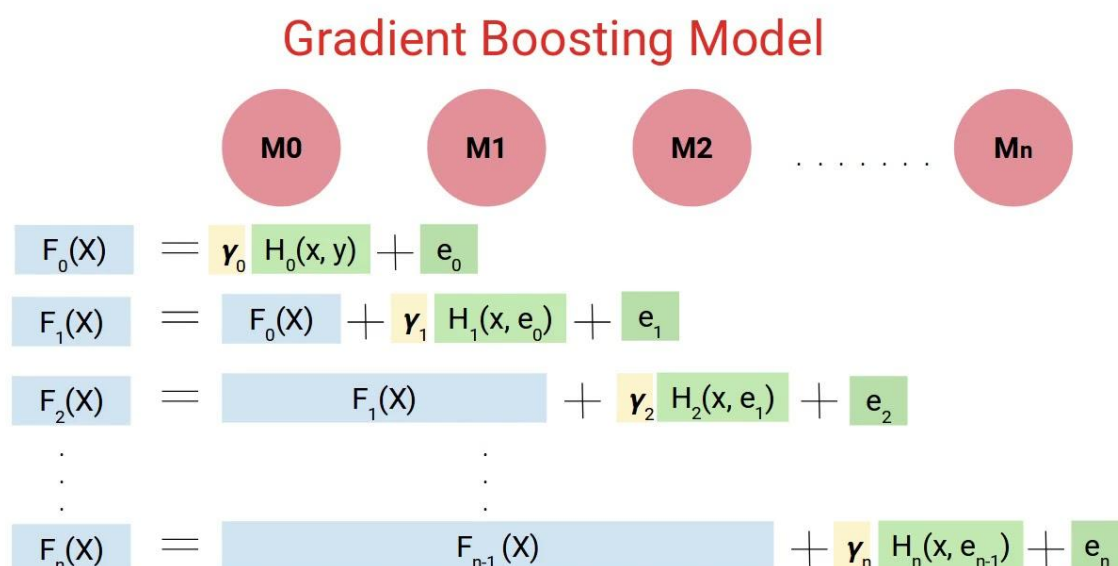 Gradient Boosting Model
M0 M1 M2 . . . . . . . Mn
F₀(X) = γ₀ H₀(x, y) + e₀
F₁(X) = F₀(X) + γ₁ H₁(x, e₀) + e₁
F₂(X) = F₁(X) + γ₂ H₂(x, e₁) + e₂
. .
. .
. .
Fₙ(X) = Fₙ₋₁(X) + γₙ Hₙ(x, eₙ₋₁) + eₙ